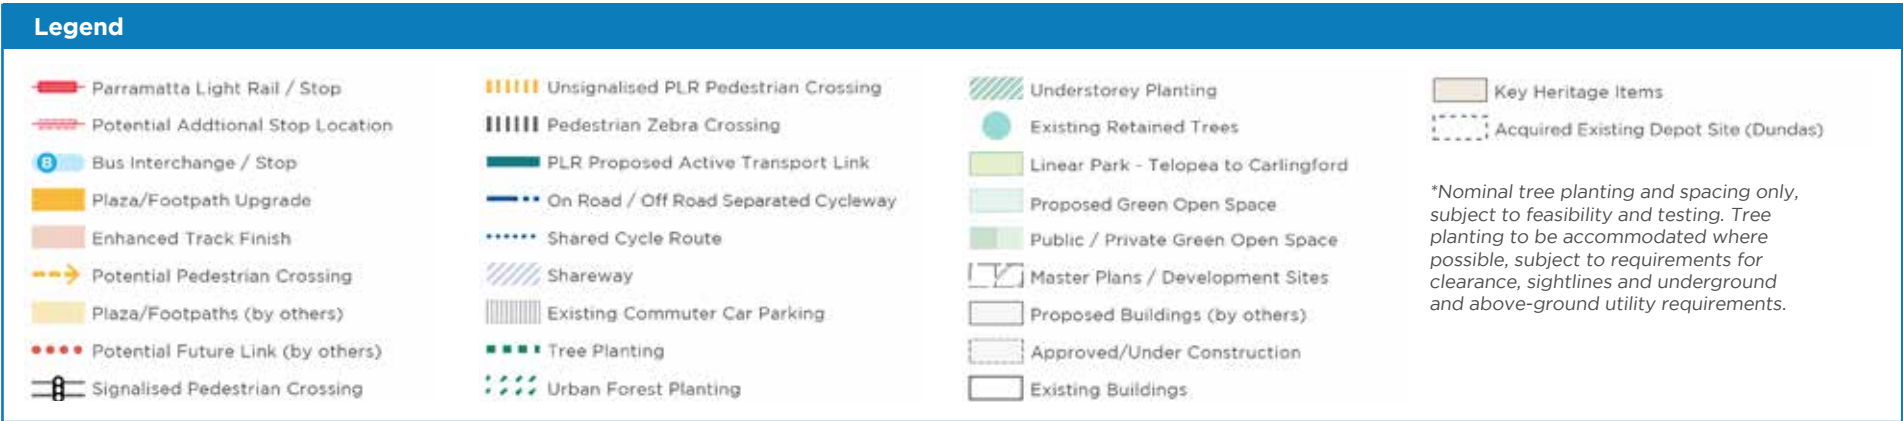 Legend
Parramatta Light Rail / Stop
Potential Addtional Stop Location
B
Bus Interchange / Stop
Plaza/Footpath Upgrade
Enhanced Track Finish
Potential Pedestrian Crossing
Plaza/Footpaths (by others)
Potential Future Link (by others)
Signalised Pedestrian Crossing
Unsignalised PLR Pedestrian Crossing
Pedestrian Zebra Crossing
PLR Proposed Active Transport Link
On Road / Off Road Separated Cycleway
Shared Cycle Route
Shareway
Existing Commuter Car Parking
Tree Planting
Urban Forest Planting
Understorey Planting
Existing Retained Trees
Linear Park - Telopea to Carlingford
Proposed Green Open Space
Public / Private Green Open Space
Master Plans / Development Sites
Proposed Buildings (by others)
Approved/Under Construction
Existing Buildings
Key Heritage Items
Acquired Existing Depot Site (Dundas)
*Nominal tree planting and spacing only,
subject to feasibility and testing. Tree
planting to be accommodated where
possible, subject to requirements for
clearance, sightlines and underground
and above-ground utility requirements.